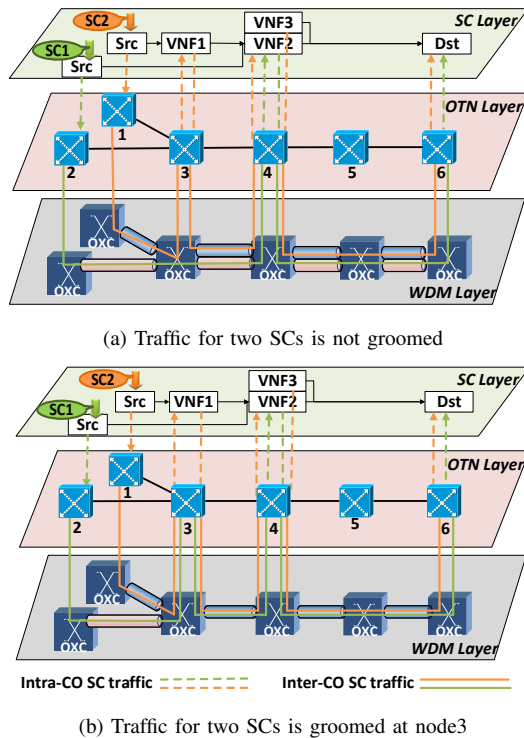 SC Layer
SC2
VNF3
SC1
Src
VNF1
VNF2
Dst
Src
OTN Layer
1
2
3
4
5
6
OXC
OXC
OXC
OXC
OXC
OXC
WDM Layer
(a) Traffic for two SCs is not groomed
SC Layer
SC2
VNF3
SC1
Src
VNF1
VNF2
Dst
Src
OTN Layer
1
2
3
4
5
6
OXC
OXC
OXC
OXC
OXC
OXC
WDM Layer
Intra-CO SC traffic
Inter-CO SC traffic
(b) Traffic for two SCs is groomed at node3